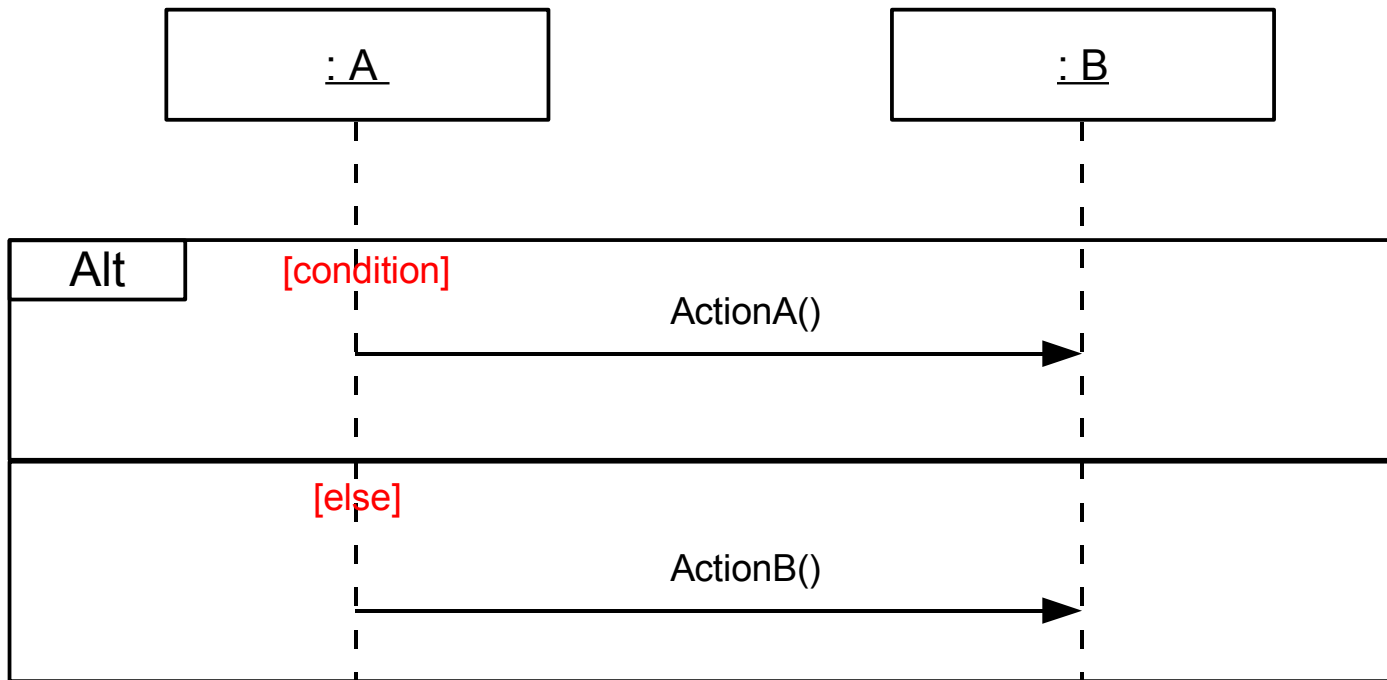 : A
: B
Alt
[condition]
ActionA()
[else]
ActionB()